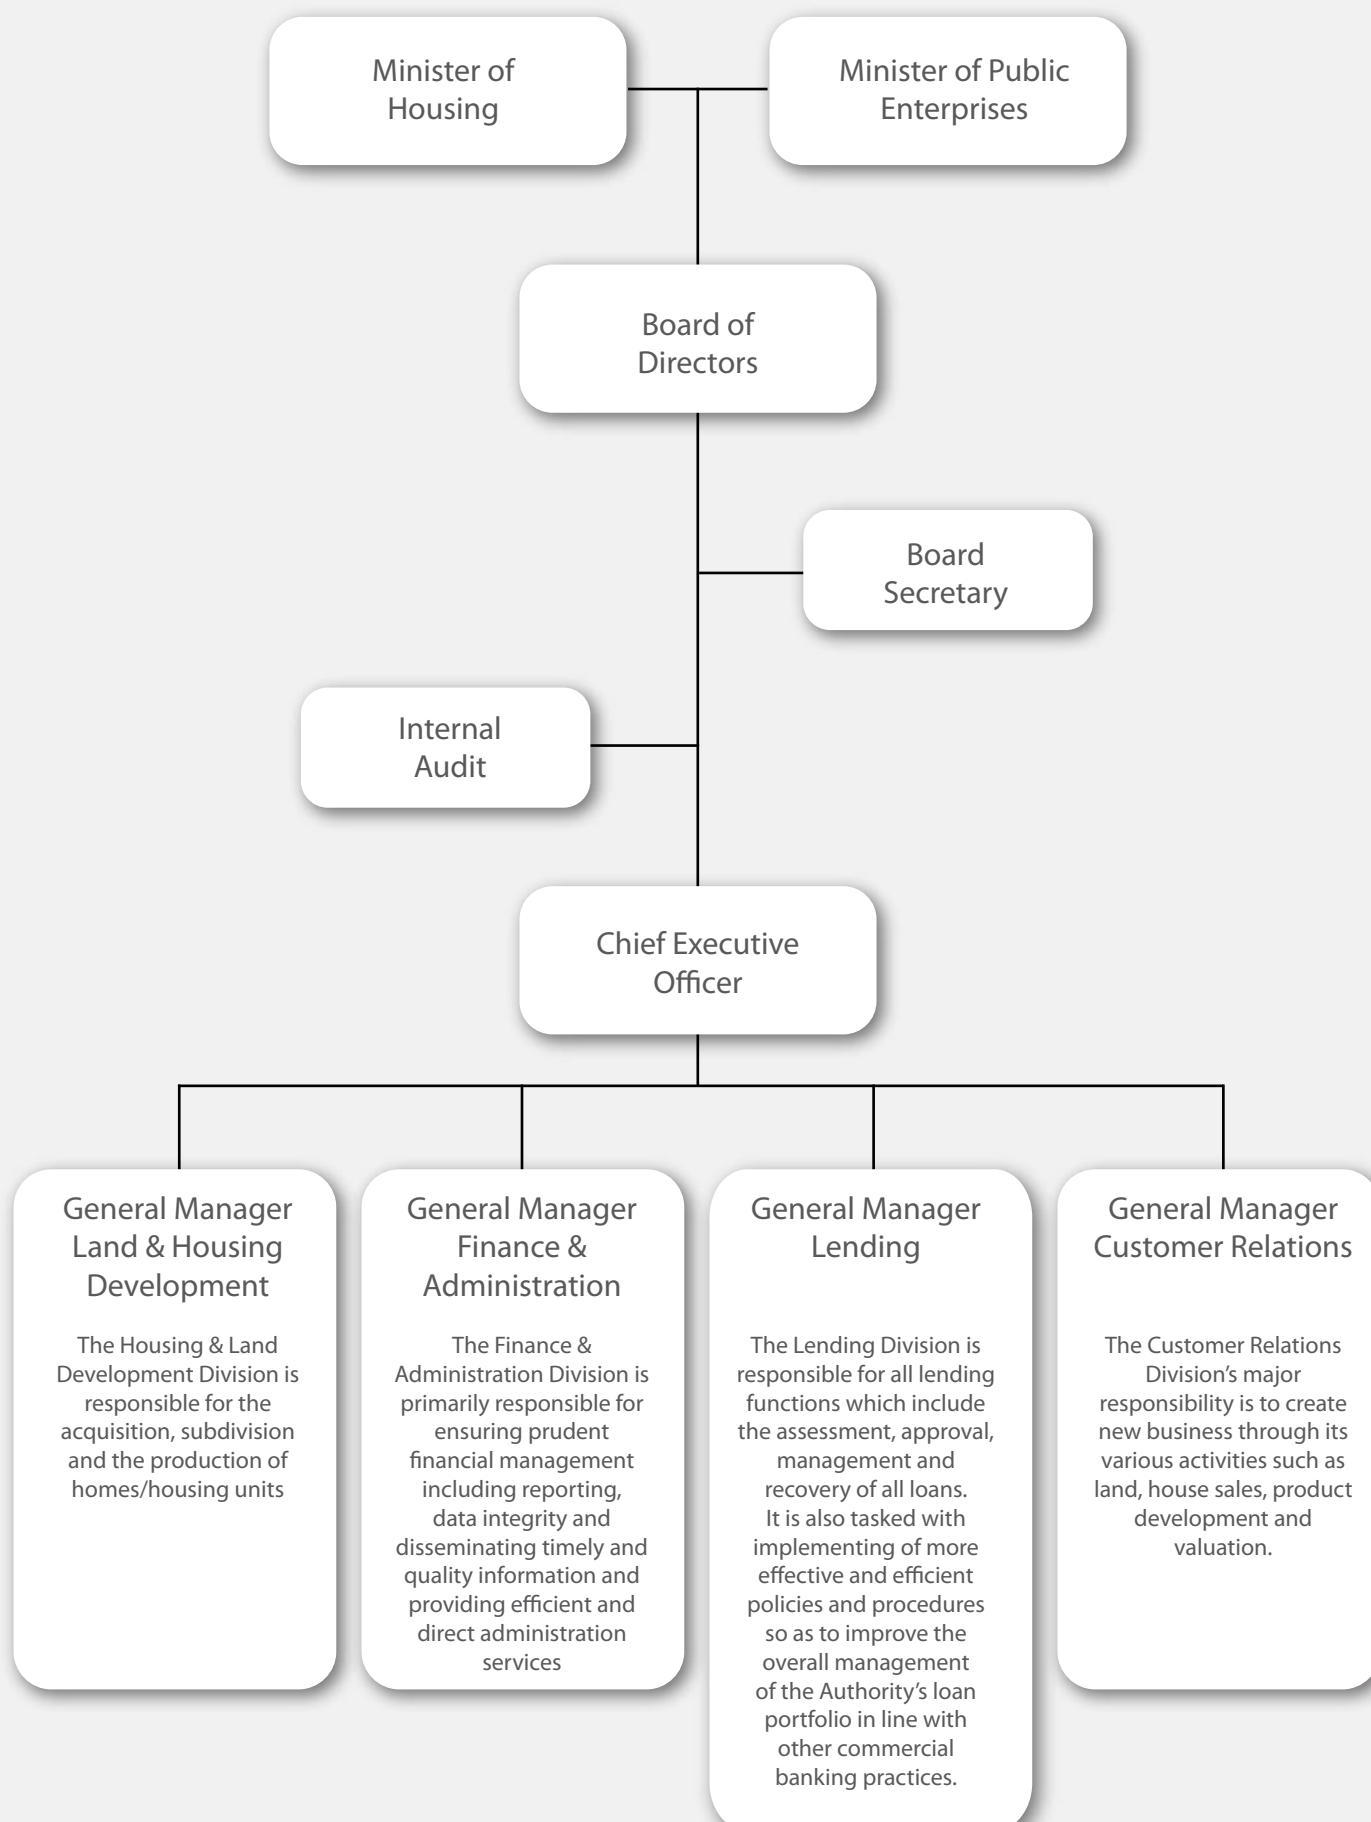 Minister of
Housing
Minister of Public
Enterprises
Board of
Directors
Board
Secretary
Internal
Audit
Chief Executive
Officer
General Manager
Land & Housing
Development
The Housing & Land
Development Division is
responsible for the
acquisition, subdivision
and the production of
homes/housing units
General Manager
Finance &
Administration
The Finance &
Administration Division is
primarily responsible for
ensuring prudent
financial management
including reporting,
data integrity and
disseminating timely and
quality information and
providing efficient and
direct administration
services
General Manager
Lending
The Lending Division is
responsible for all lending
functions which include
the assessment, approval,
management and
recovery of all loans.
It is also tasked with
implementing of more
effective and efficient
policies and procedures
so as to improve the
overall management
of the Authority’s loan
portfolio in line with
other commercial
banking practices.
General Manager
Customer Relations
The Customer Relations
Division’s major
responsibility is to create
new business through its
various activities such as
land, house sales, product
development and
valuation.